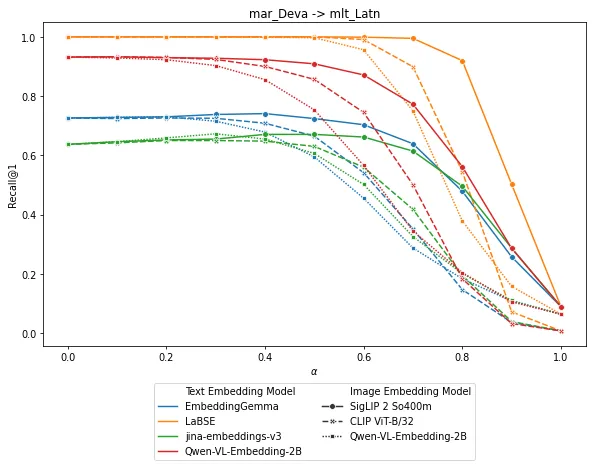 mar_Deva -> mlt_Latn
1.0
0.8
0.6
0.4
0.2
0.0
Recall@1
0.0 0.2 0.4 0.6 0.8 1.0
α
Text Embedding Model Image Embedding Model
EmbeddingGemma SigLIP 2 So400m
LaBSE CLIP ViT-B/32
jina-embeddings-v3 Qwen-VL-Embedding-2B
Qwen-VL-Embedding-2B